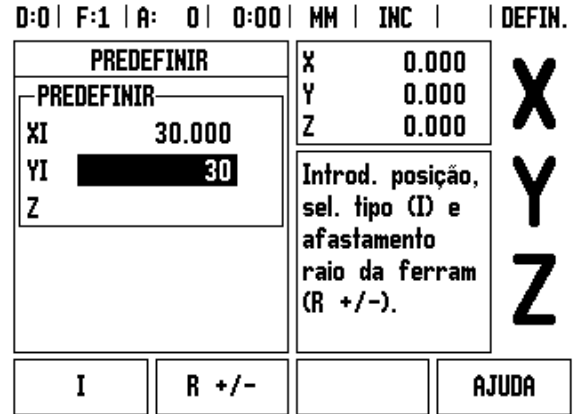 D:0 | F:1 | A: 0 | 0:00 | MM | INC | | DEFIN.
PREDEFINIR
PREDEFINIR
XI 30.000
YI 30
Z
X 0.000
Y 0.000
Z 0.000
Introd. posição,
sel. tipo (I) e
afastamento
raio da ferram
(R +/-).
X
Y
Z
I
R +/-
AJUDA